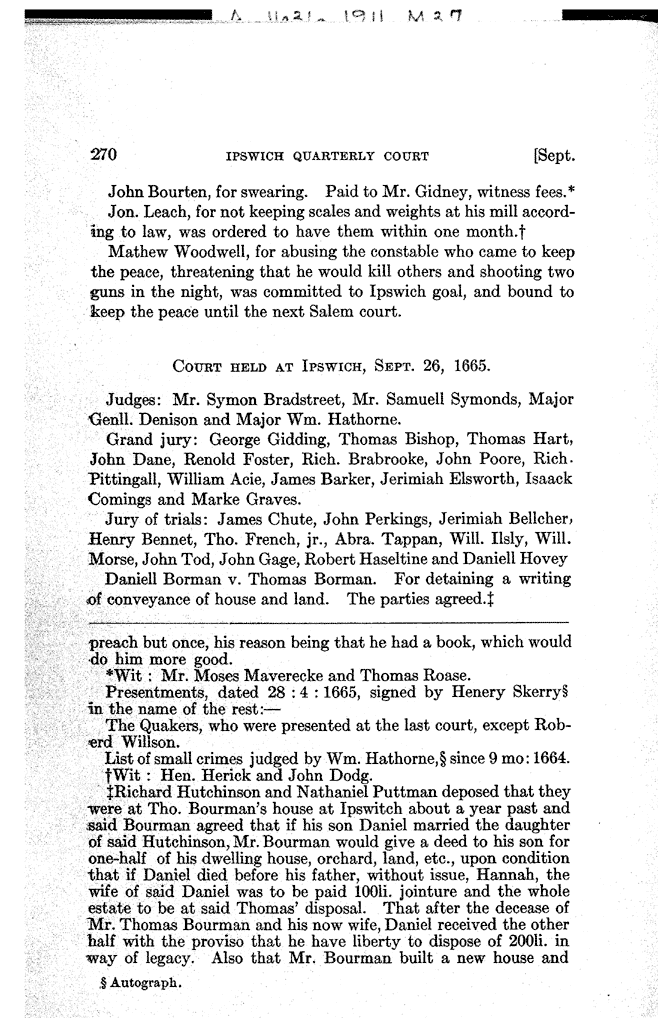 A 11.21. 1911 M 27
270 IPSWICH QUARTERLY COURT [Sept.
John Bourten, for swearing. Paid to Mr. Gidney, witness fees.*
Jon. Leach, for not keeping scales and weights at his mill accord-
ing to law, was ordered to have them within one month.†
Mathew Woodwell, for abusing the constable who came to keep
the peace, threatening that he would kill others and shooting two
guns in the night, was committed to Ipswich goal, and bound to
keep the peace until the next Salem court.
COURT HELD AT IPSWICH, SEPT. 26, 1665.
Judges: Mr. Symon Bradstreet, Mr. Samuell Symonds, Major
Genll. Denison and Major Wm. Hathorne.
Grand jury: George Gidding, Thomas Bishop, Thomas Hart,
John Dane, Renold Foster, Rich. Brabrooke, John Poore, Rich.
Pittingall, William Acie, James Barker, Jerimiah Elsworth, Isaack
Comings and Marke Graves.
Jury of trials: James Chute, John Perkings, Jerimiah Bellcher,
Henry Bennet, Tho. French, jr., Abra. Tappan, Will. Ilsly, Will.
Morse, John Tod, John Gage, Robert Haseltine and Daniell Hovey
Daniell Borman v. Thomas Borman. For detaining a writing
of conveyance of house and land. The parties agreed.‡
preach but once, his reason being that he had a book, which would
do him more good.
*Wit : Mr. Moses Maverecke and Thomas Roase.
Presentments, dated 28 : 4 : 1665, signed by Henery Skerry§
in the name of the rest:—
The Quakers, who were presented at the last court, except Rob-
erd Willson.
List of small crimes judged by Wm. Hathorne,§ since 9 mo: 1664.
†Wit : Hen. Herick and John Dodg.
‡Richard Hutchinson and Nathaniel Puttman deposed that they
were at Tho. Bourman's house at Ipswitch about a year past and
said Bourman agreed that if his son Daniel married the daughter
of said Hutchinson, Mr. Bourman would give a deed to his son for
one-half of his dwelling house, orchard, land, etc., upon condition
that if Daniel died before his father, without issue, Hannah, the
wife of said Daniel was to be paid 100li. jointure and the whole
estate to be at said Thomas' disposal. That after the decease of
Mr. Thomas Bourman and his now wife, Daniel received the other
half with the proviso that he have liberty to dispose of 200li. in
way of legacy. Also that Mr. Bourman built a new house and
§ Autograph.